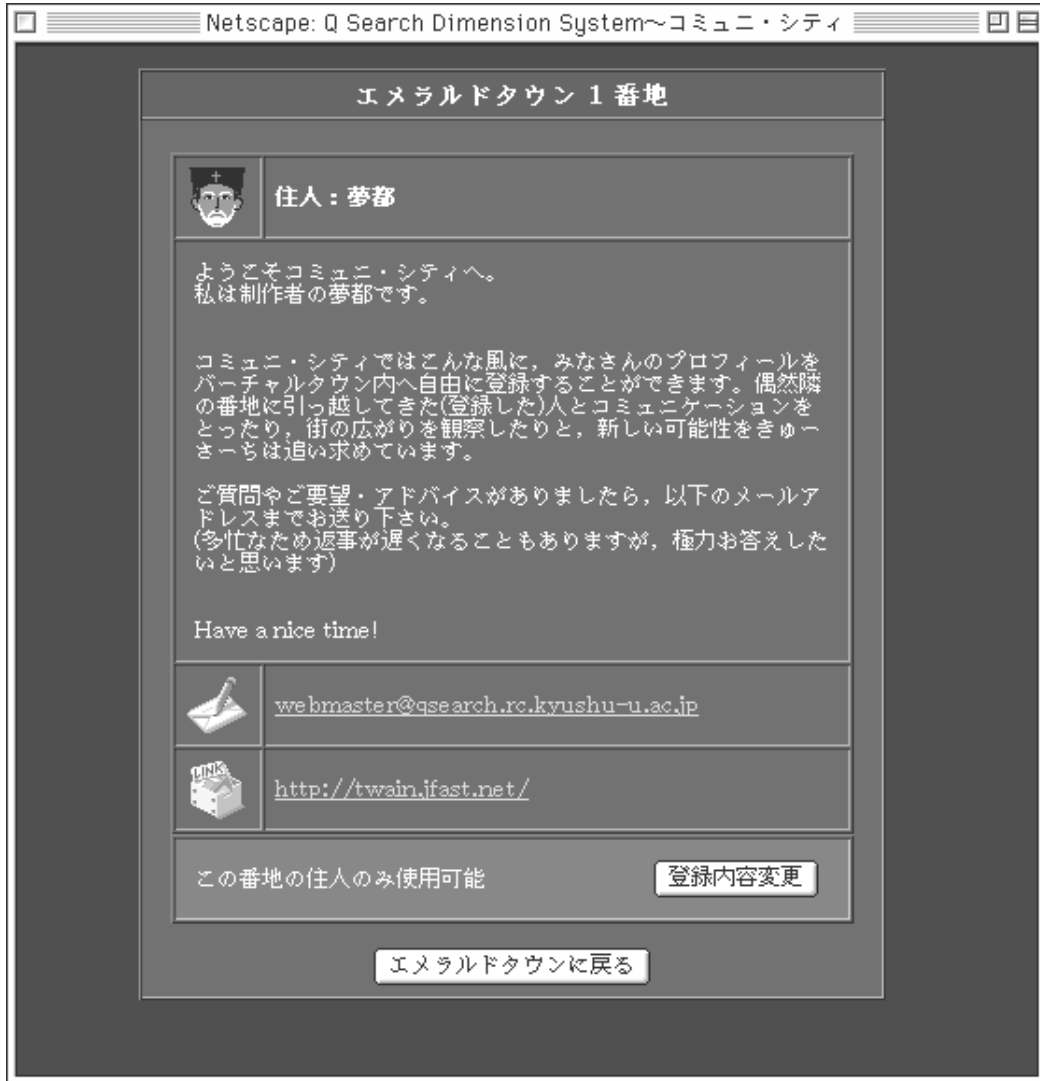 Netscape: Q Search Dimension System～コミュニ・シティ
エメラルドタウン 1 番地
住人：夢都
ようこそコミュニ・シティへ。
私は制作者の夢都です。
コミュニ・シティではこんな風に，みなさんのプロフィールを
バーチャルタウン内へ自由に登録することができます。偶然隣
の番地に引っ越してきた(登録した)人とコミュニケーションを
とったり，街の広がりを観察したりと，新しい可能性をきゅー
さーちは追い求めています。
ご質問やご要望・アドバイスがありましたら，以下のメールア
ドレスまでお送り下さい。
(多忙なため返事が遅くなることもありますが，極力お答えした
いと思います)
Have a nice time!
webmaster@qsearch.rc.kyushu-u.ac.jp
LINK
http://twain.jfast.net/
この番地の住人のみ使用可能
登録内容変更
エメラルドタウンに戻る